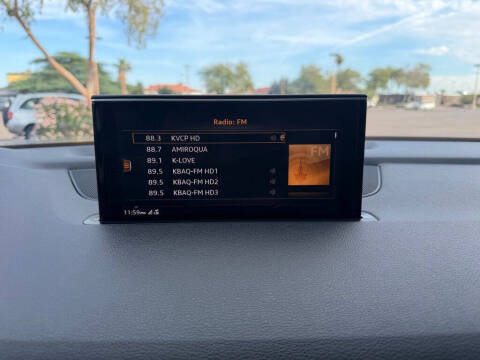 Radio: FM
88.3 KVCP HD
88.7 AMIROQUA
89.1 K-LOVE
89.5 KBAQ-FM HD1
89.5 KBAQ-FM HD2
89.5 KBAQ-FM HD3
FM
11:59